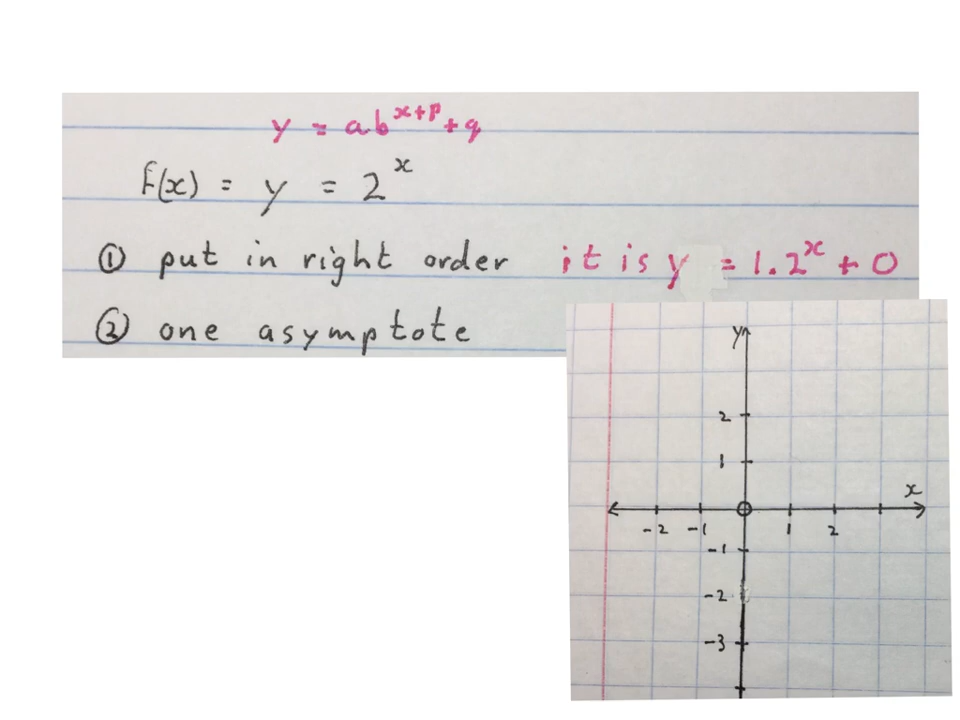 y = ab^(x+p) + q
f(x) = y = 2^x
① put in right order it is y = 1.2^x + 0
② one asymptote
y
2
1
x
-2 -1 1 2
-1
-2
-3